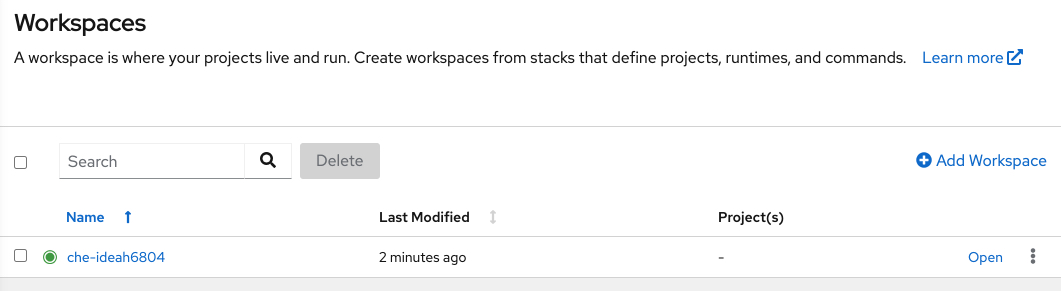 Workspaces
A workspace is where your projects live and run. Create workspaces from stacks that define projects, runtimes, and commands. Learn more
Search Delete Add Workspace
Name Last Modified Project(s)
che-ideah6804 2 minutes ago - Open